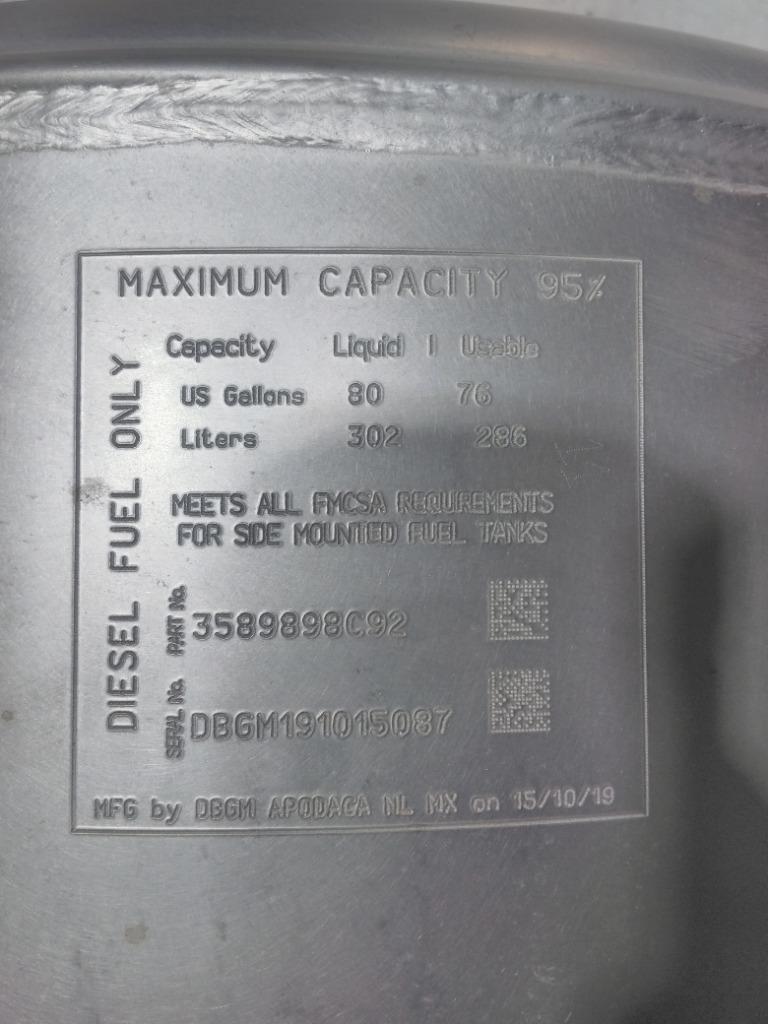 MAXIMUM CAPACITY 95%
DIESEL FUEL ONLY
Capacity Liquid | Usable
US Gallons 80 76
Liters 302 286
MEETS ALL FMCSA REQUIREMENTS
FOR SIDE MOUNTED FUEL TANKS
PART No. 3589898C92
SERIAL No. DBGM191015087
MFG by DBGM APODACA NL MX on 15/10/19